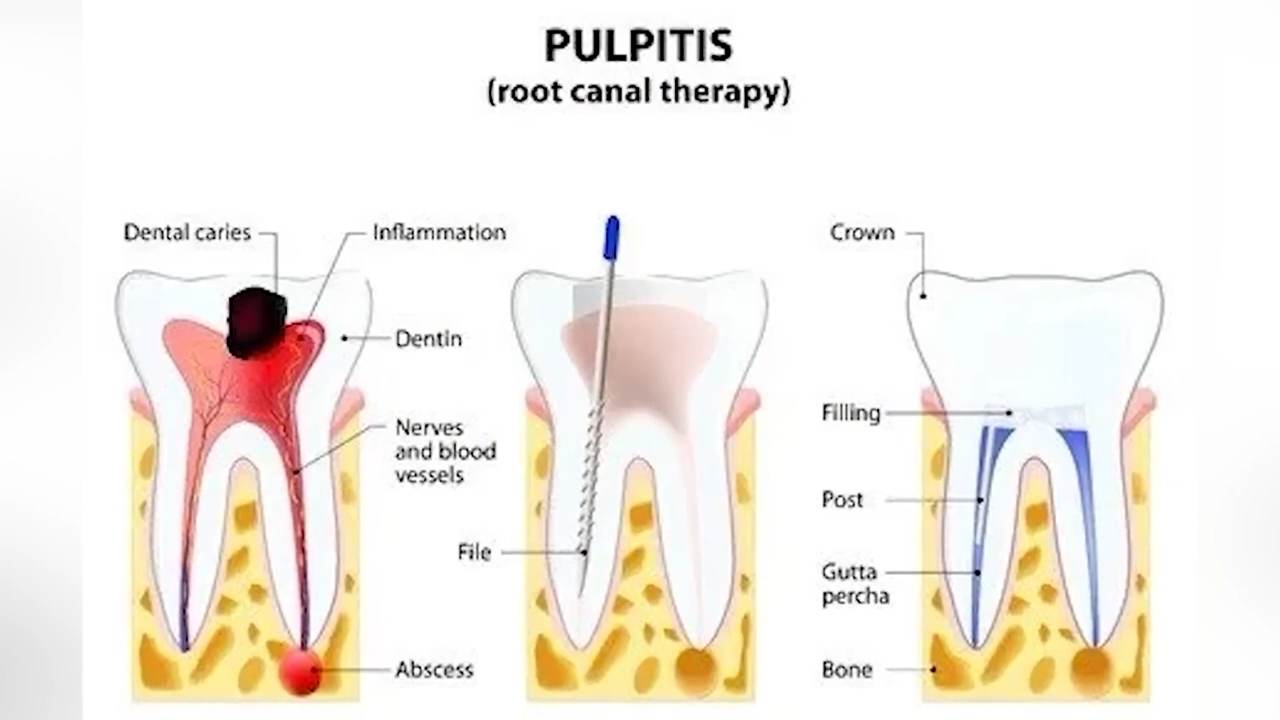 PULPITIS
(root canal therapy)
Dental caries
Inflammation
Dentin
Nerves
and blood
vessels
File
Abscess
Crown
Filling
Post
Gutta
percha
Bone